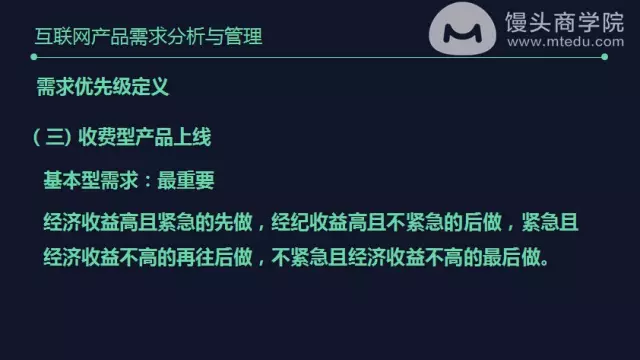 互联网产品需求分析与管理
馒头商学院
www.mtedu.com
需求优先级定义
(三) 收费型产品上线
基本型需求：最重要
经济收益高且紧急的先做，经纪收益高且不紧急的后做，紧急且
经济收益不高的再往后做，不紧急且经济收益不高的最后做。